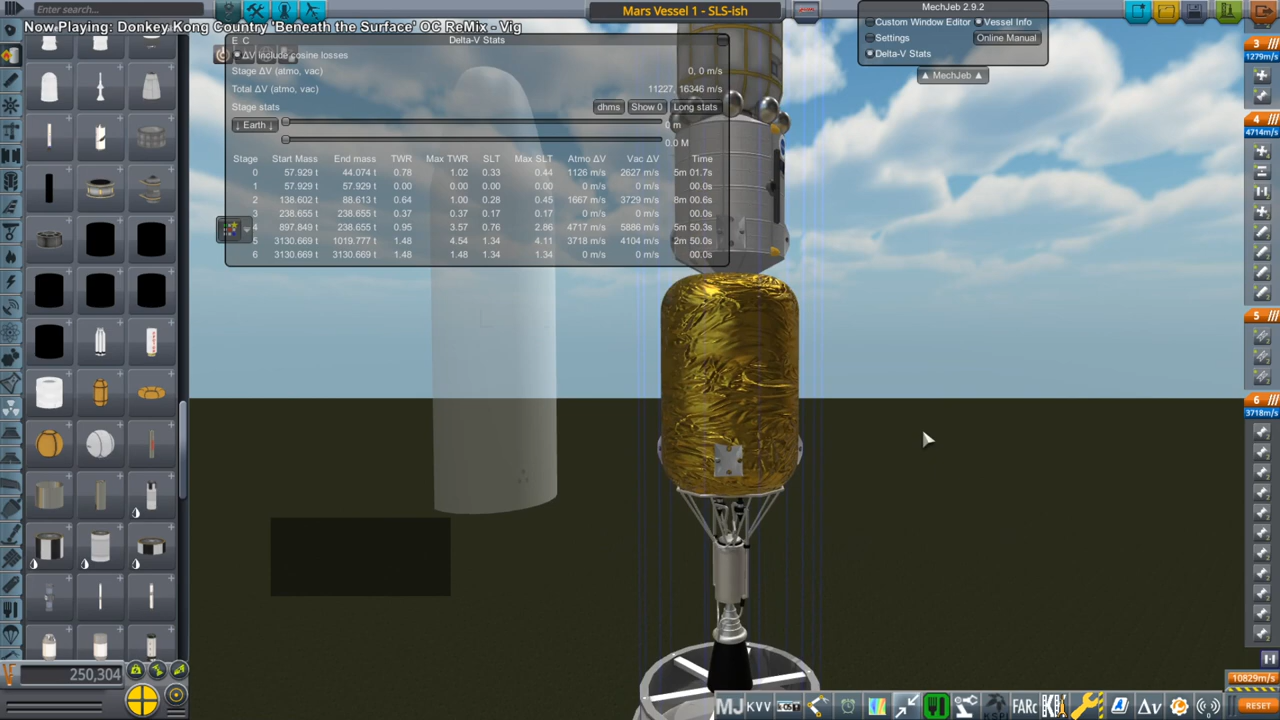 Enter text...
Now Playing: Donkey Kong Country 'Beneath the Surface' OC ReMix - Vig
Mars Vessel 1 - SLS-ish
MechJeb 2.9.2
Custom Window Editor Vessel Info
Settings Online Manual
Delta-V Stats
▲ MechJeb ▲
E C Delta-V Stats
ΔV include cosine losses
Stage ΔV (atmo, vac) 0, 0 m/s
Total ΔV (atmo, vac) 11227, 16346 m/s
Stage stats dhms Show 0 Long stats
↓ Earth ↓ 0 m
0.0 M
Stage Start Mass End mass TWR Max TWR SLT Max SLT Atmo ΔV Vac ΔV Time
0 57.929 t 44.074 t 0.78 1.02 0.33 0.44 1126 m/s 2627 m/s 5m 01.7s
1 57.929 t 57.929 t 0.00 0.00 0.00 0.00 0 m/s 0 m/s 00.0s
2 138.602 t 88.613 t 0.64 1.00 0.28 0.45 1667 m/s 3729 m/s 8m 00.6s
3 238.655 t 238.655 t 0.37 0.37 0.17 0.17 0 m/s 0 m/s 00.0s
4 897.849 t 238.655 t 0.95 3.57 0.76 2.86 4717 m/s 5886 m/s 5m 50.3s
5 3130.669 t 1019.777 t 1.48 4.54 1.34 4.11 3718 m/s 4104 m/s 2m 50.0s
6 3130.669 t 3130.669 t 1.48 1.48 1.34 1.34 0 m/s 0 m/s 00.0s
3
1279m/s
4
4714m/s
5
6
3718m/s
250,304
10829m/s
MJ KVV FARc Δv RESET